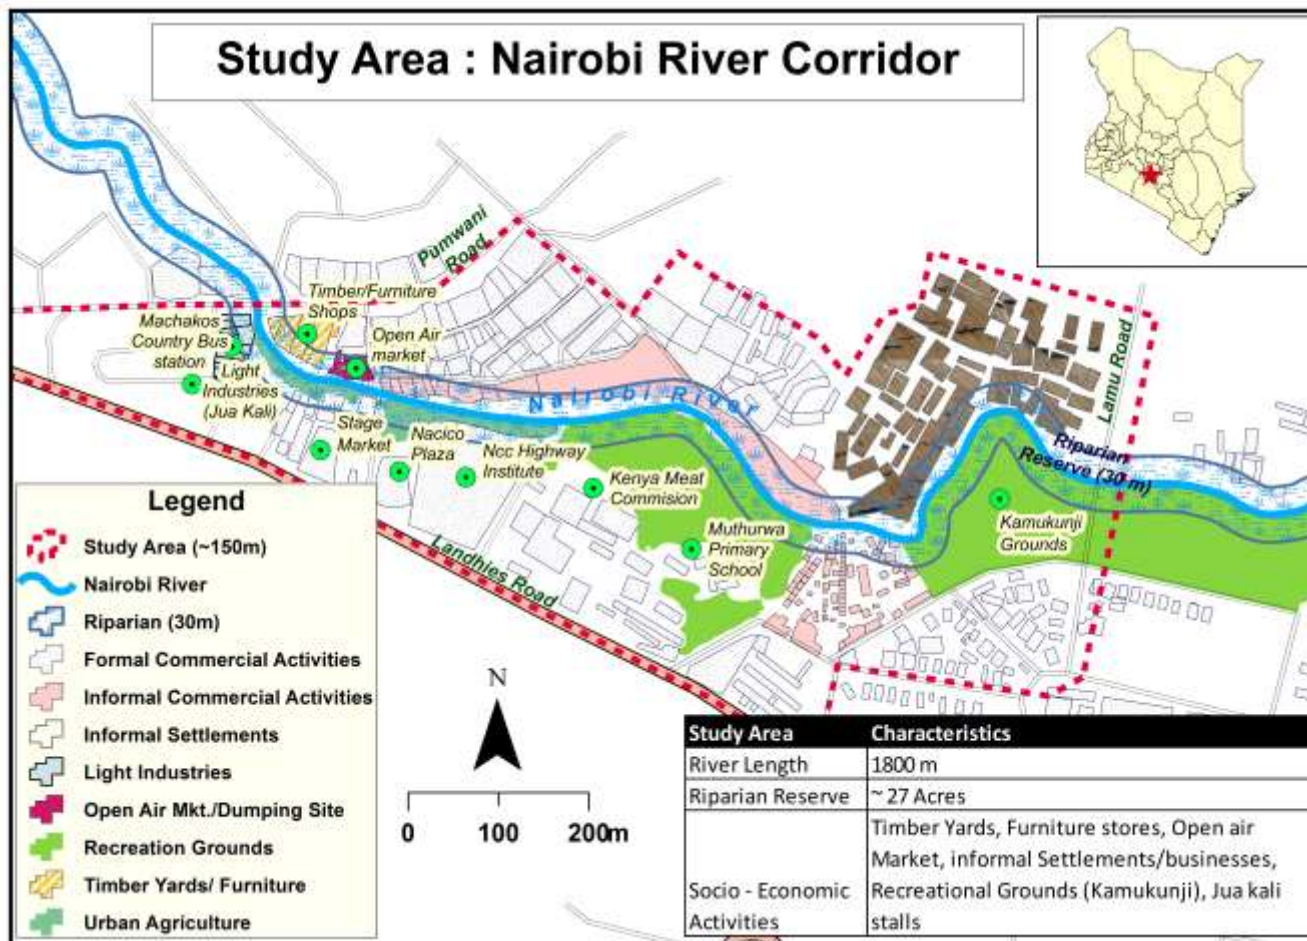 Study Area : Nairobi River Corridor
Pumwani
Road
Timber/Furniture
Shops
Machakos
Country Bus
station
Open Air
market
Light
Industries
(Jua Kali)
Nairobi River
Lamu Road
Stage
Market
Nacico
Plaza
Ncc Highway
Institute
Kenya Meat
Commision
Riparian
Reserve (30 m)
Kamukunji
Grounds
Muthurwa
Primary
School
Landhies Road
Legend
Study Area (~150m)
Nairobi River
Riparian (30m)
Formal Commercial Activities
Informal Commercial Activities
Informal Settlements
Light Industries
Open Air Mkt./Dumping Site
Recreation Grounds
Timber Yards/ Furniture
Urban Agriculture
N
0 100 200m
Study Area Characteristics
River Length 1800 m
Riparian Reserve ~ 27 Acres
Socio - Economic
Activities
Timber Yards, Furniture stores, Open air
Market, informal Settlements/businesses,
Recreational Grounds (Kamukunji), Jua kali
stalls